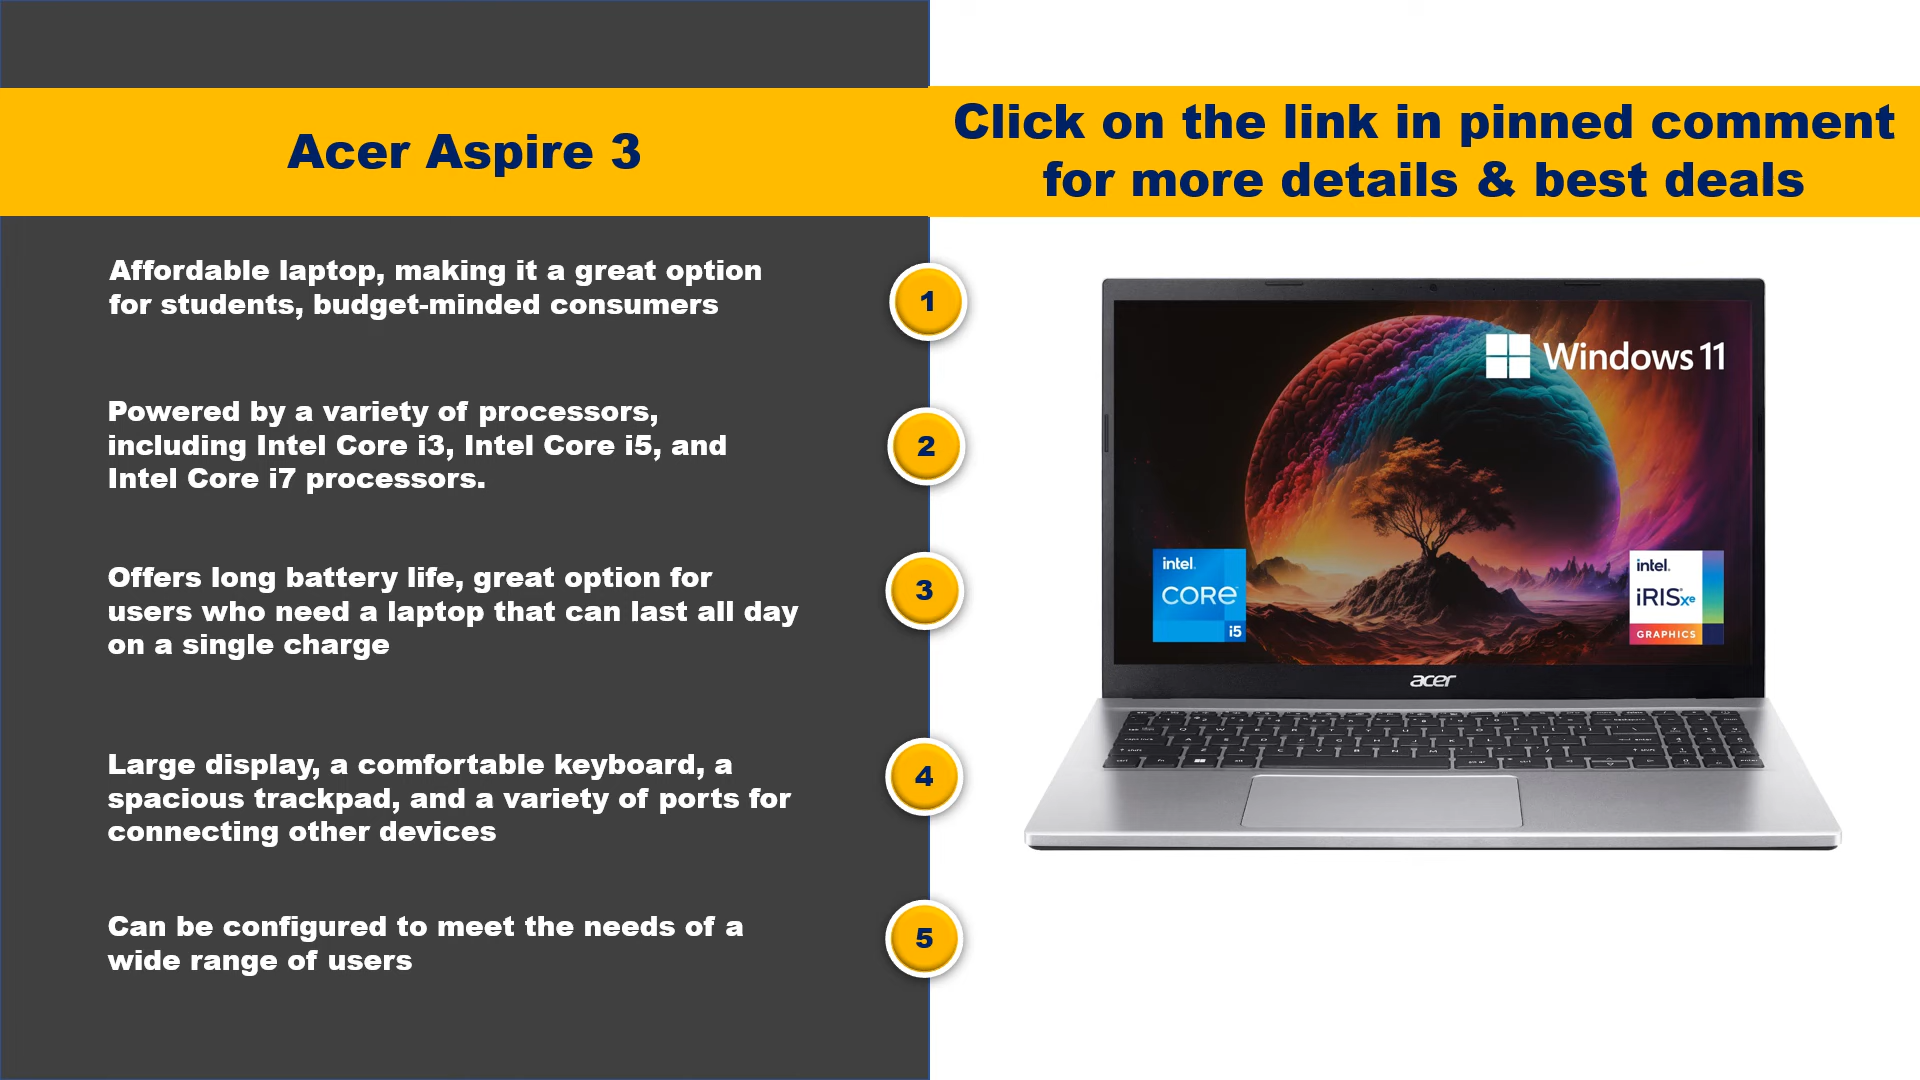 Acer Aspire 3
Click on the link in pinned comment
for more details & best deals
Affordable laptop, making it a great option
for students, budget-minded consumers
1
Powered by a variety of processors,
including Intel Core i3, Intel Core i5, and
Intel Core i7 processors.
2
Offers long battery life, great option for
users who need a laptop that can last all day
on a single charge
3
Large display, a comfortable keyboard, a
spacious trackpad, and a variety of ports for
connecting other devices
4
Can be configured to meet the needs of a
wide range of users
5
Windows 11
intel.
CORE
i5
intel.
iRISxe
GRAPHICS
acer